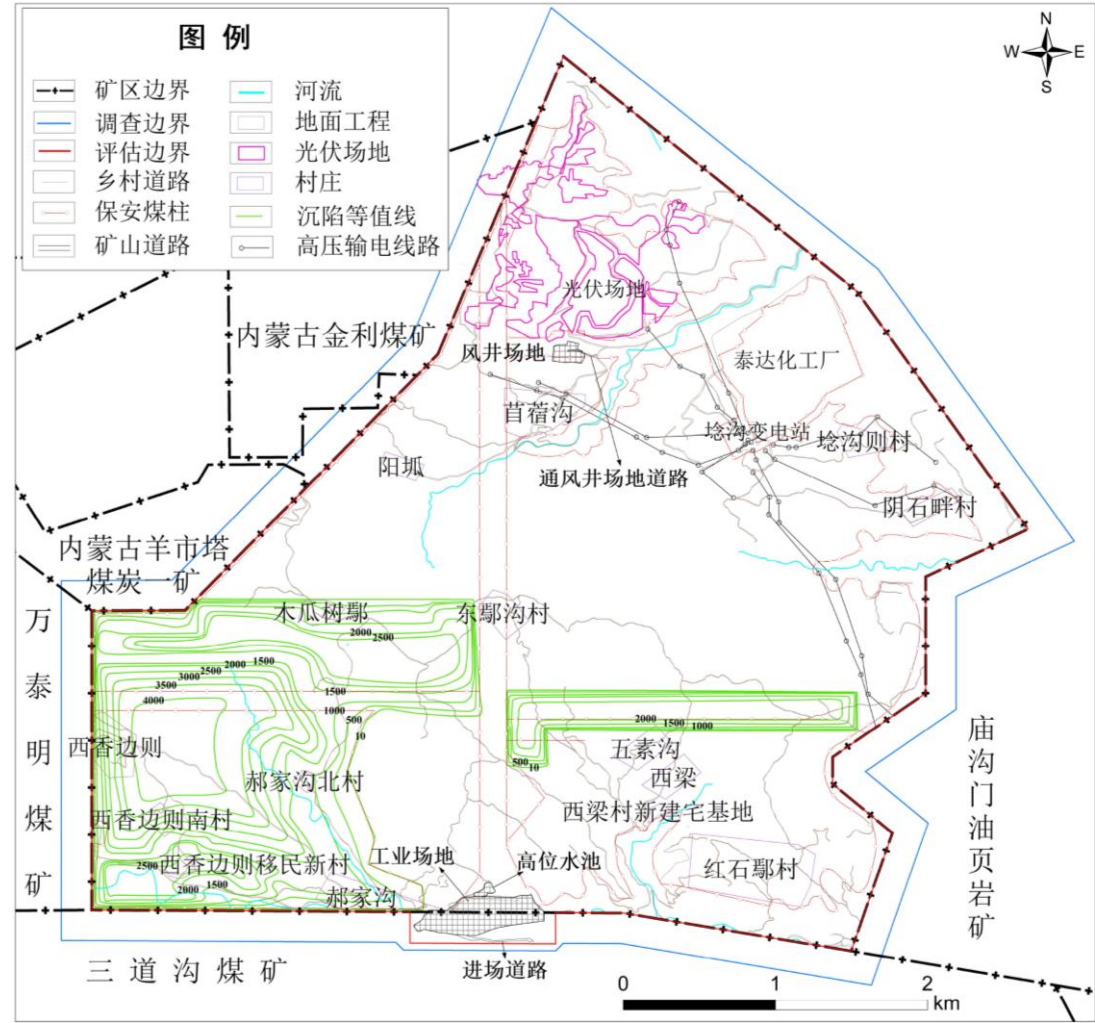 图 例
矿区边界
河流
调查边界
地面工程
评估边界
光伏场地
乡村道路
村庄
保安煤柱
沉陷等值线
矿山道路
高压输电线路
N
W
E
S
光伏场地
内蒙古金利煤矿
风井场地
泰达化工厂
苜蓿沟
埝沟变电站
埝沟则村
阳坬
通风井场地道路
阴石畔村
内蒙古羊市塔
煤炭一矿
万泰明煤矿
木瓜树鄢
东鄢沟村
2000
2500
2000
1500
2500
3000
3500
4000
1500
1000
500
10
2000
1500
1000
500
10
西香边则
五素沟
西梁
郝家沟北村
西梁村新建宅基地
西香边则南村
庙沟门油页岩矿
西香边则移民新村
2500
2000
1500
工业场地
高位水池
红石鄢村
郝家沟
进场道路
三道沟煤矿
0
1
2
km